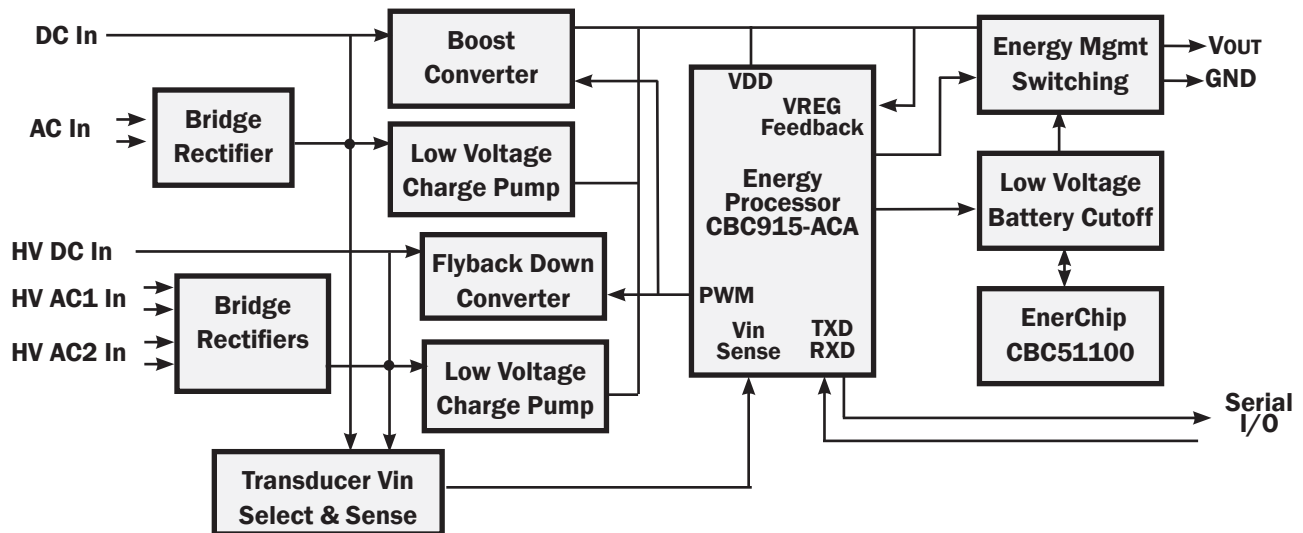 DC In
AC In
HV DC In
HV AC1 In
HV AC2 In
Bridge
Rectifier
Bridge
Rectifiers
Boost
Converter
Low Voltage
Charge Pump
Flyback Down
Converter
Low Voltage
Charge Pump
Transducer Vin
Select & Sense
VDD
VREG
Feedback
Energy
Processor
CBC915-ACA
PWM
Vin
Sense
TXD
RXD
Energy Mgmt
Switching
VOUT
GND
Low Voltage
Battery Cutoff
EnerChip
CBC51100
Serial
I/O